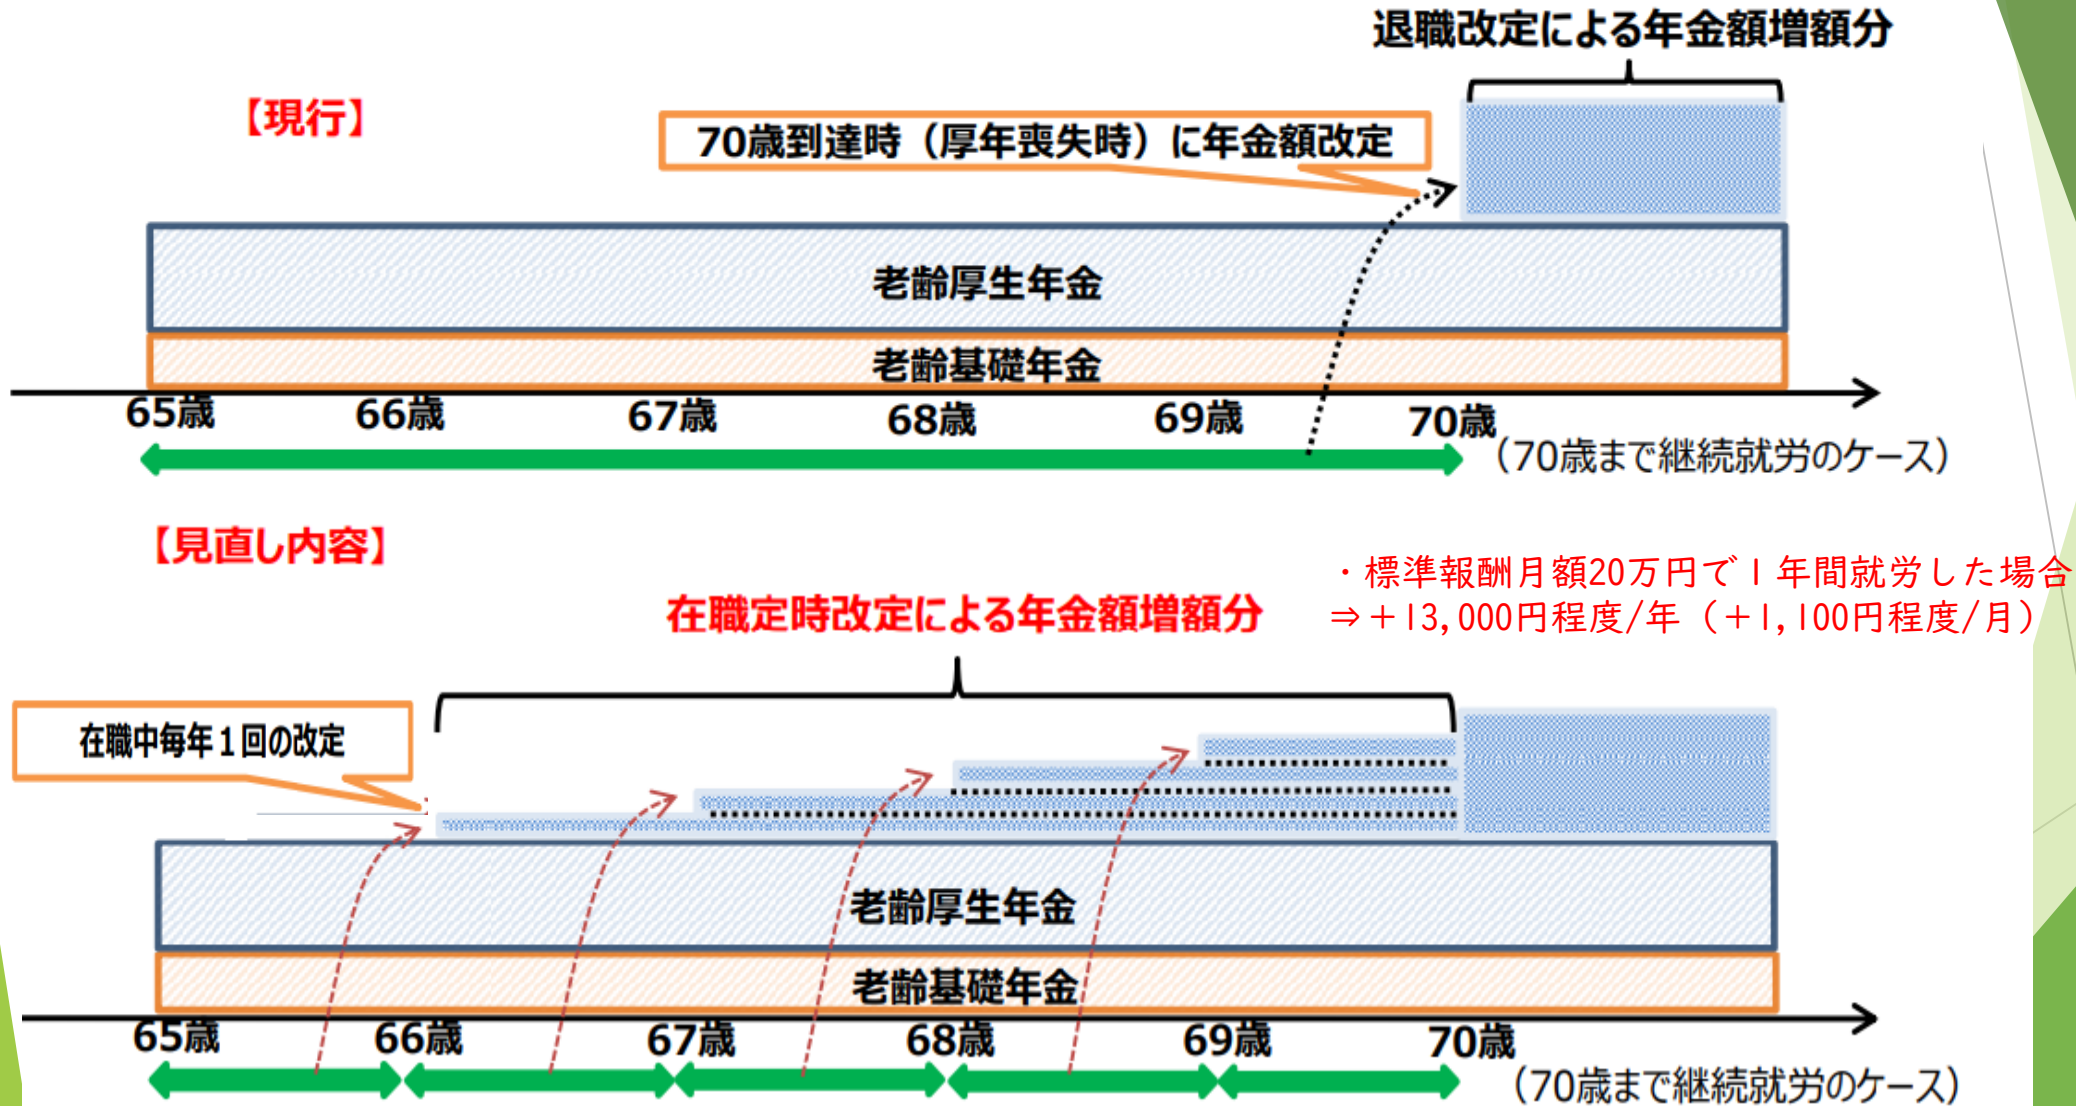 退職改定による年金額増額分
【現行】
70歳到達時（厚年喪失時）に年金額改定
老齢厚生年金
老齢基礎年金
65歳 66歳 67歳 68歳 69歳 70歳
（70歳まで継続就労のケース）
【見直し内容】
・標準報酬月額20万円で１年間就労した場合
⇒＋13,000円程度/年（＋1,100円程度/月）
在職定時改定による年金額増額分
在職中毎年１回の改定
老齢厚生年金
老齢基礎年金
65歳 66歳 67歳 68歳 69歳 70歳
（70歳まで継続就労のケース）